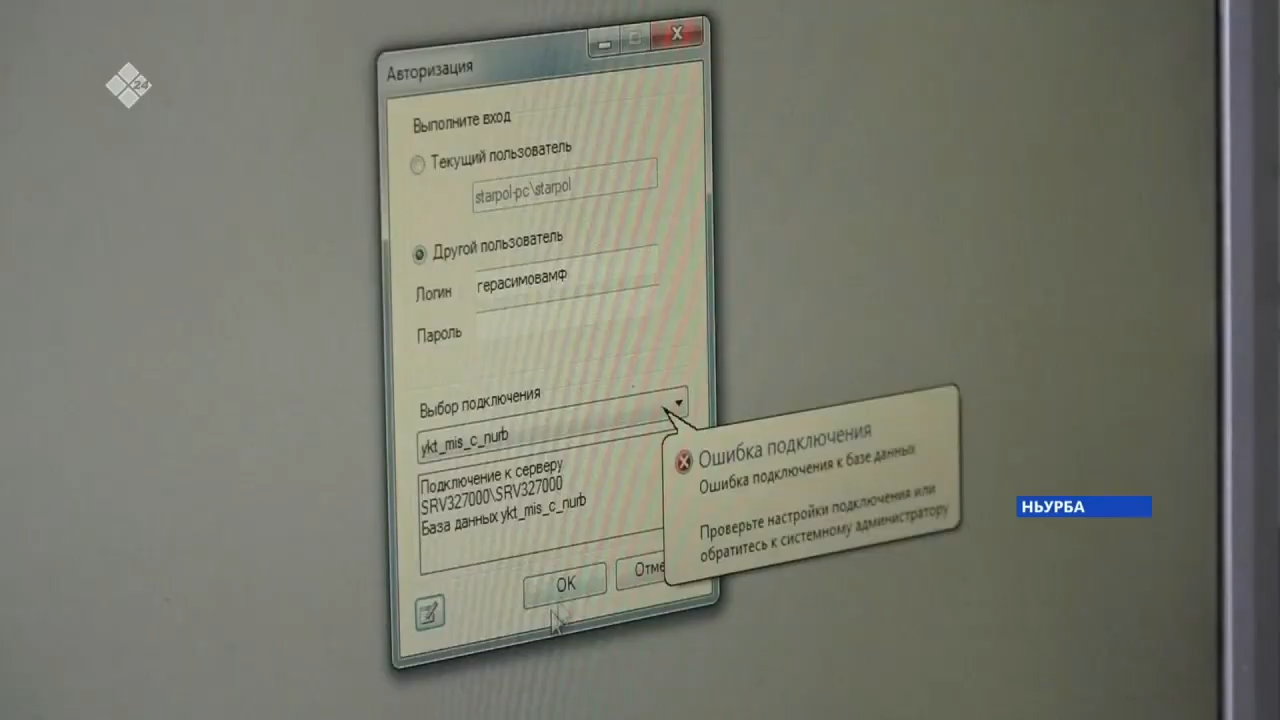 24
Авторизация
Выполните вход
Текущий пользователь
starpol-pc\starpol
Другой пользователь
Логин герасимовамф
Пароль
Выбор подключения
ykt_mis_c_nurb
Подключение к серверу
SRV327000\SRV327000
База данных ykt_mis_c_nurb
OK
Отме
Ошибка подключения
Ошибка подключения к базе данных
Проверьте настройки подключения или
обратитесь к системному администратору
НЬУРБА